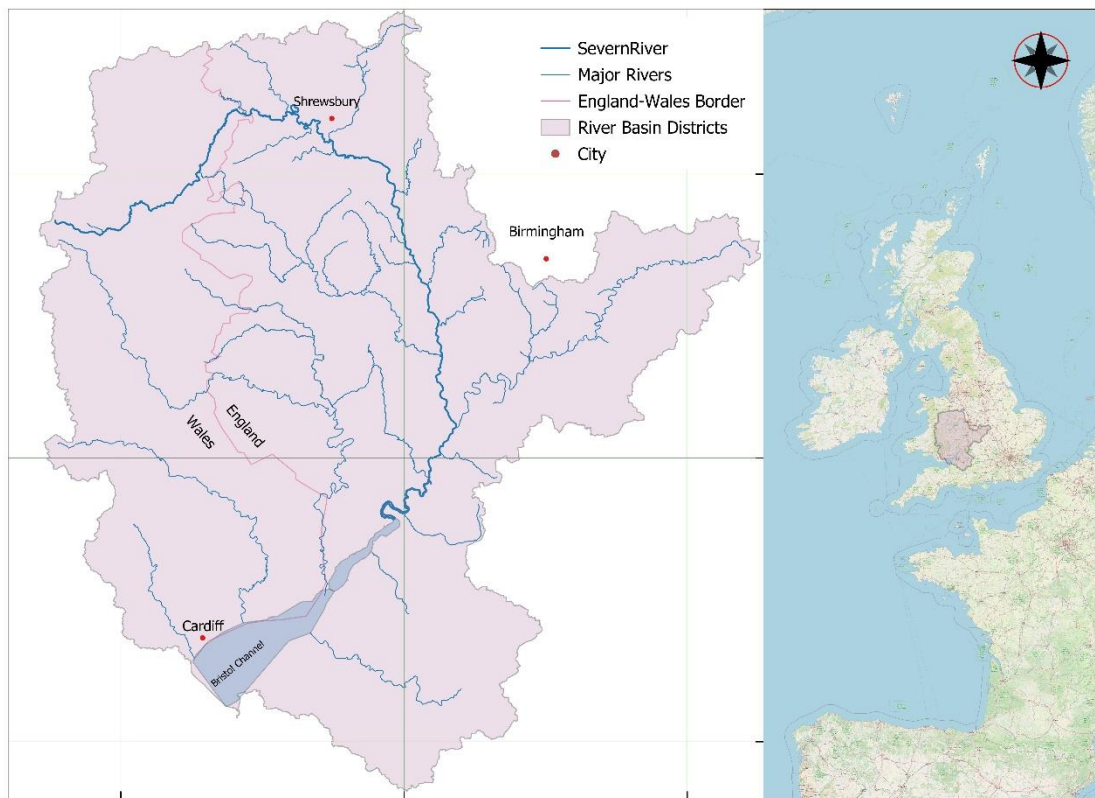 SevernRiver
Major Rivers
England-Wales Border
River Basin Districts
City
Shrewsbury
Birmingham
England
Wales
Cardiff
Bristol Channel